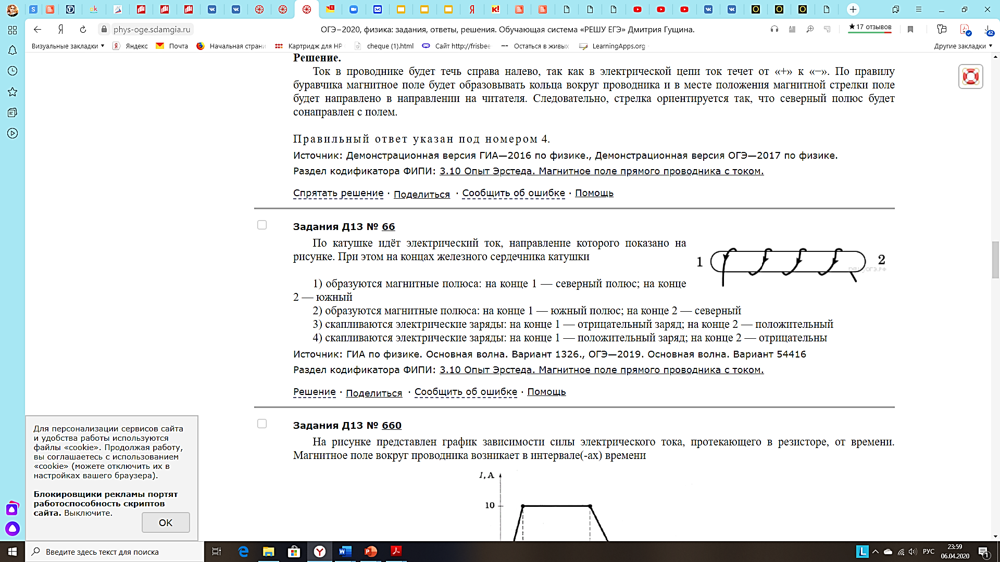 phys-oge.sdamgia.ru
ОГЭ–2020, физика: задания, ответы, решения. Обучающая система «РЕШУ ЕГЭ» Дмитрия Гущина.
★17 отзывов
42
Визуальные закладки
Яндекс
Почта
Начальная страни
Картридж для HP
cheque (1).html
Сайт http://frisbee
Остаться в живых
LearningApps.org
Другие закладки
Решение.
Ток в проводнике будет течь справа налево, так как в электрической цепи ток течет от «+» к «−». По правилу
буравчика магнитное поле будет образовывать кольца вокруг проводника и в месте положения магнитной стрелки поле
будет направлено в направлении на читателя. Следовательно, стрелка ориентируется так, что северный полюс будет
сонаправлен с полем.
Правильный ответ указан под номером 4.
Источник: Демонстрационная версия ГИА—2016 по физике., Демонстрационная версия ОГЭ—2017 по физике.
Раздел кодификатора ФИПИ: 3.10 Опыт Эрстеда. Магнитное поле прямого проводника с током.
Спрятать решение · Поделиться · Сообщить об ошибке · Помощь
Задания Д13 № 66
По катушке идёт электрический ток, направление которого показано на
рисунке. При этом на концах железного сердечника катушки
1
2
1) образуются магнитные полюса: на конце 1 — северный полюс; на конце
2 — южный
2) образуются магнитные полюса: на конце 1 — южный полюс; на конце 2 — северный
3) скапливаются электрические заряды: на конце 1 — отрицательный заряд; на конце 2 — положительный
4) скапливаются электрические заряды: на конце 1 — положительный заряд; на конце 2 — отрицательны
Источник: ГИА по физике. Основная волна. Вариант 1326., ОГЭ—2019. Основная волна. Вариант 54416
Раздел кодификатора ФИПИ: 3.10 Опыт Эрстеда. Магнитное поле прямого проводника с током.
Решение · Поделиться · Сообщить об ошибке · Помощь
Задания Д13 № 660
На рисунке представлен график зависимости силы электрического тока, протекающего в резисторе, от времени.
Магнитное поле вокруг проводника возникает в интервале(-ах) времени
I, А
10
Для персонализации сервисов сайта
и удобства работы используются
файлы «cookie». Продолжая работу,
вы соглашаетесь с использованием
«cookie» (можете отключить их в
настройках вашего браузера).
Блокировщики рекламы портят
работоспособность скриптов
сайта. Выключите.
OK
Введите здесь текст для поиска
РУС
23:59
06.04.2020
1